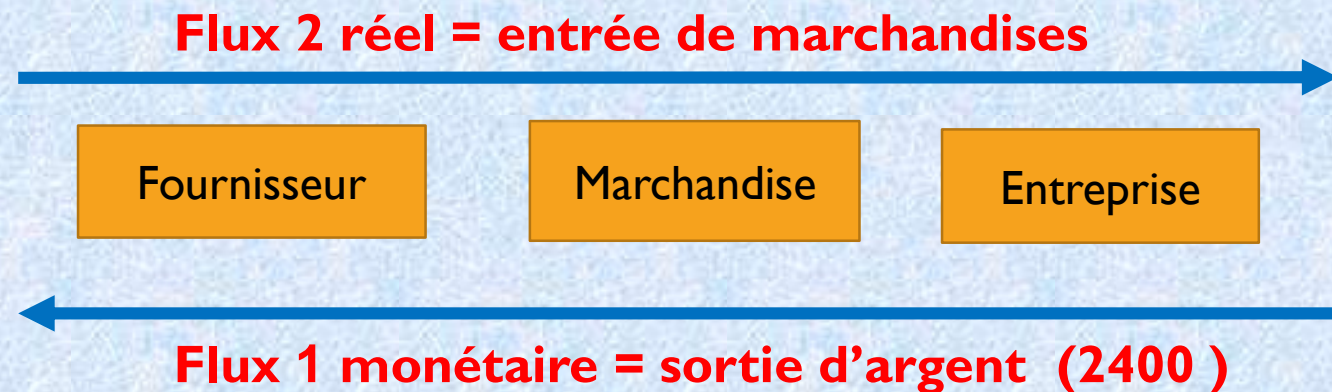 Flux 2 réel = entrée de marchandises
Fournisseur
Marchandise
Entreprise
Flux 1 monétaire = sortie d’argent (2400 )